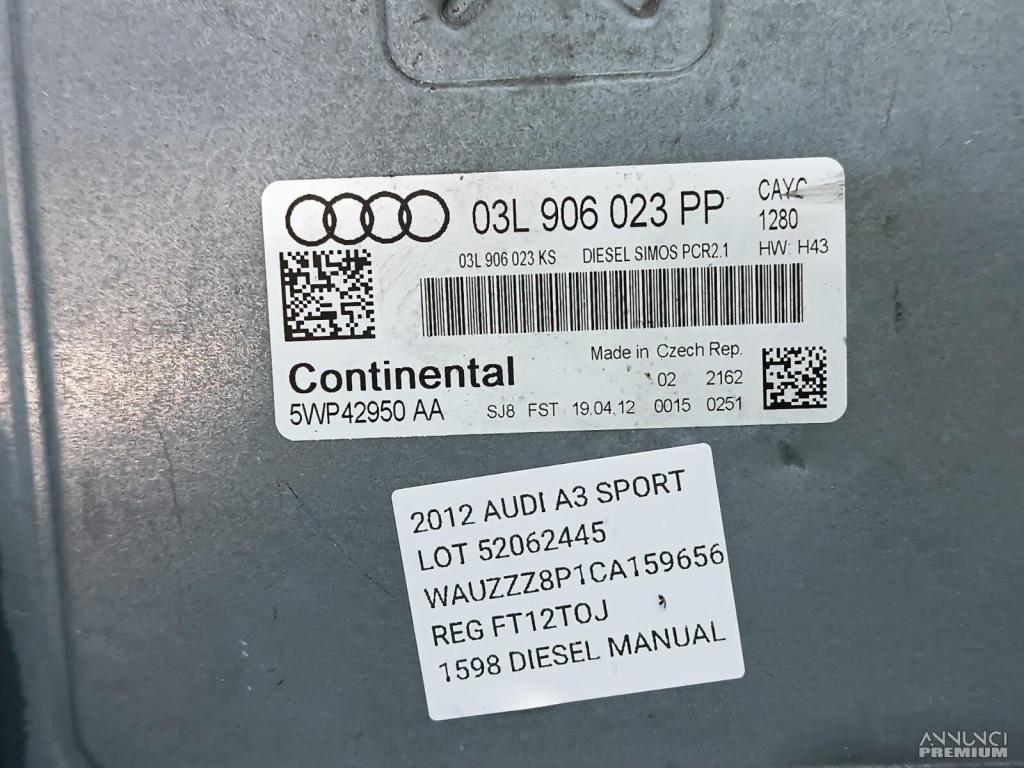 03L 906 023 PP
CAYC
1280
03L 906 023 KS DIESEL SIMOS PCR2.1 HW: H43
Continental
Made in Czech Rep.
02 2162
5WP42950 AA SJ8 FST 19.04.12 0015 0251
2012 AUDI A3 SPORT
LOT 52062445
WAUZZZ8P1CA159656
REG FT12TOJ
1598 DIESEL MANUAL
ANNUNCI
PREMIUM